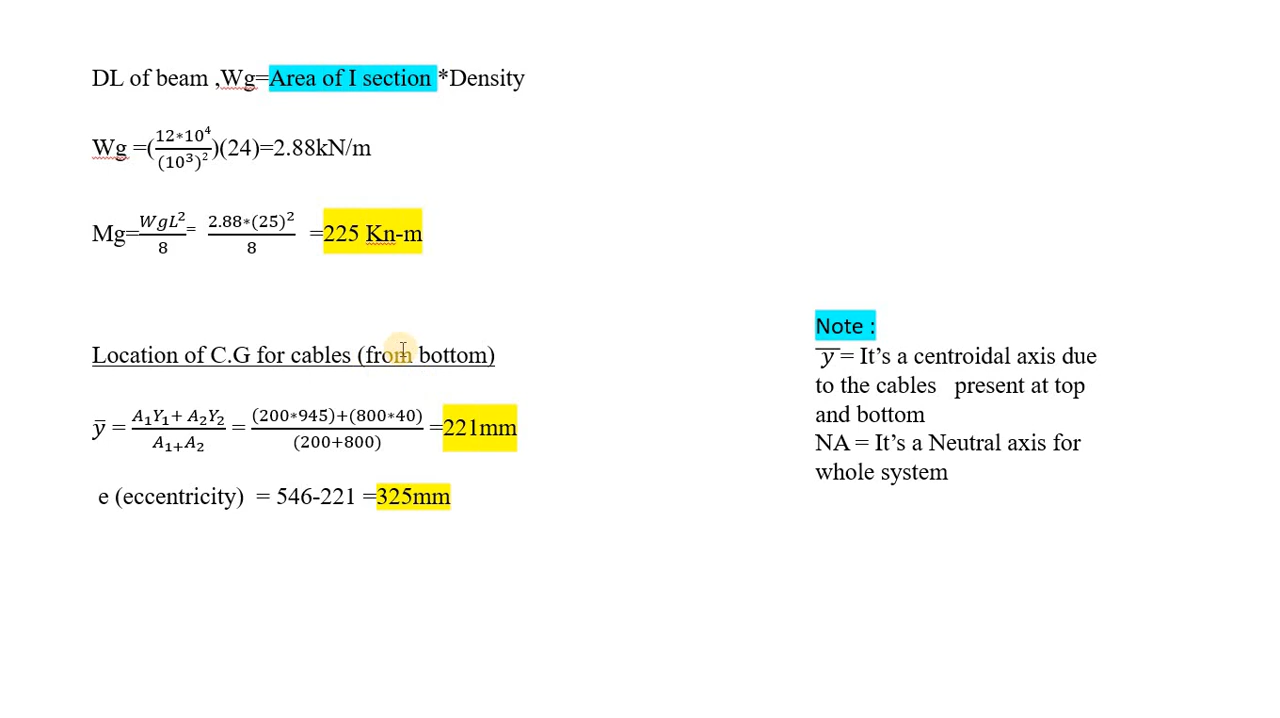 DL of beam ,Wg=Area of I section *Density
Wg =(12*10⁴/(10³)²)(24)=2.88kN/m
Mg=WgL²/8= 2.88*(25)²/8 =225 Kn-m
Location of C.G for cables (from bottom)
ȳ = A₁Y₁+ A₂Y₂/A₁+A₂ = (200*945)+(800*40)/(200+800) =221mm
e (eccentricity) = 546-221 =325mm
Note :
ȳ = It’s a centroidal axis due
to the cables present at top
and bottom
NA = It’s a Neutral axis for
whole system